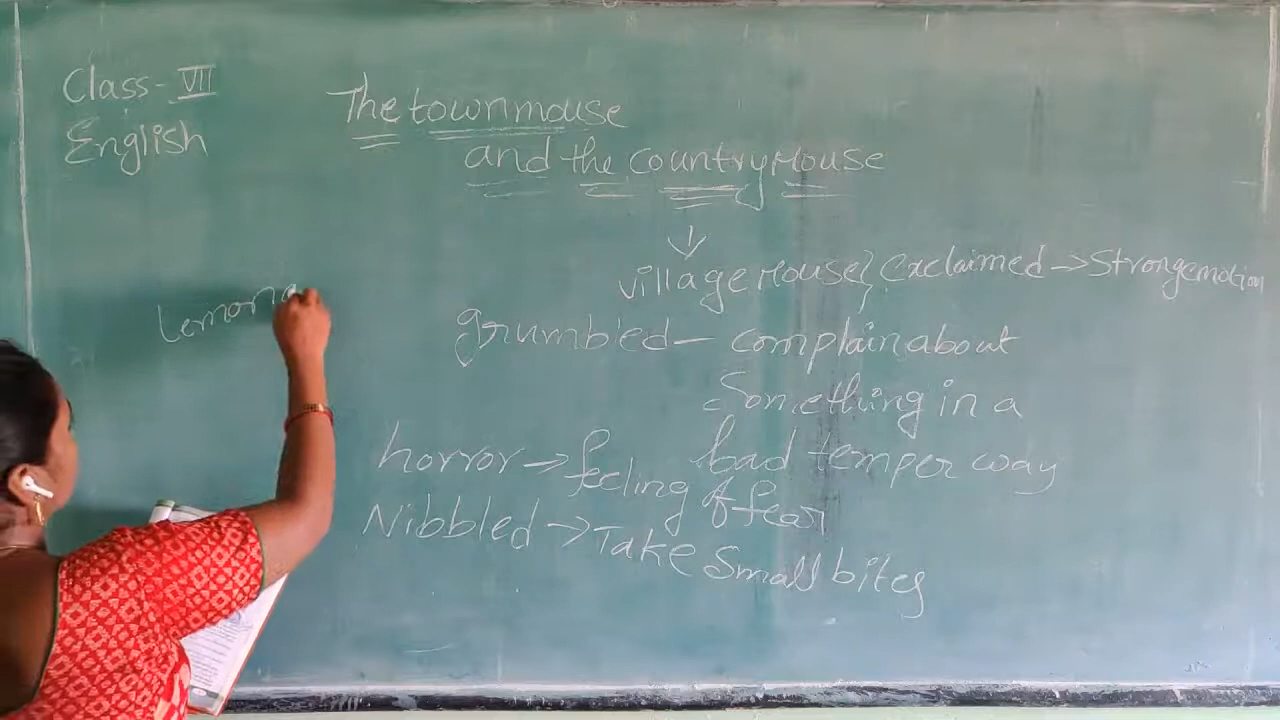 Class- VII
English
The townmouse
and the countryMouse
village Mouse} Exclaimed → Strongemotion
grumbled - complain about
Something in a
bad temper way
horror → feeling of fear
Nibbled → Take Small bites
Lemona